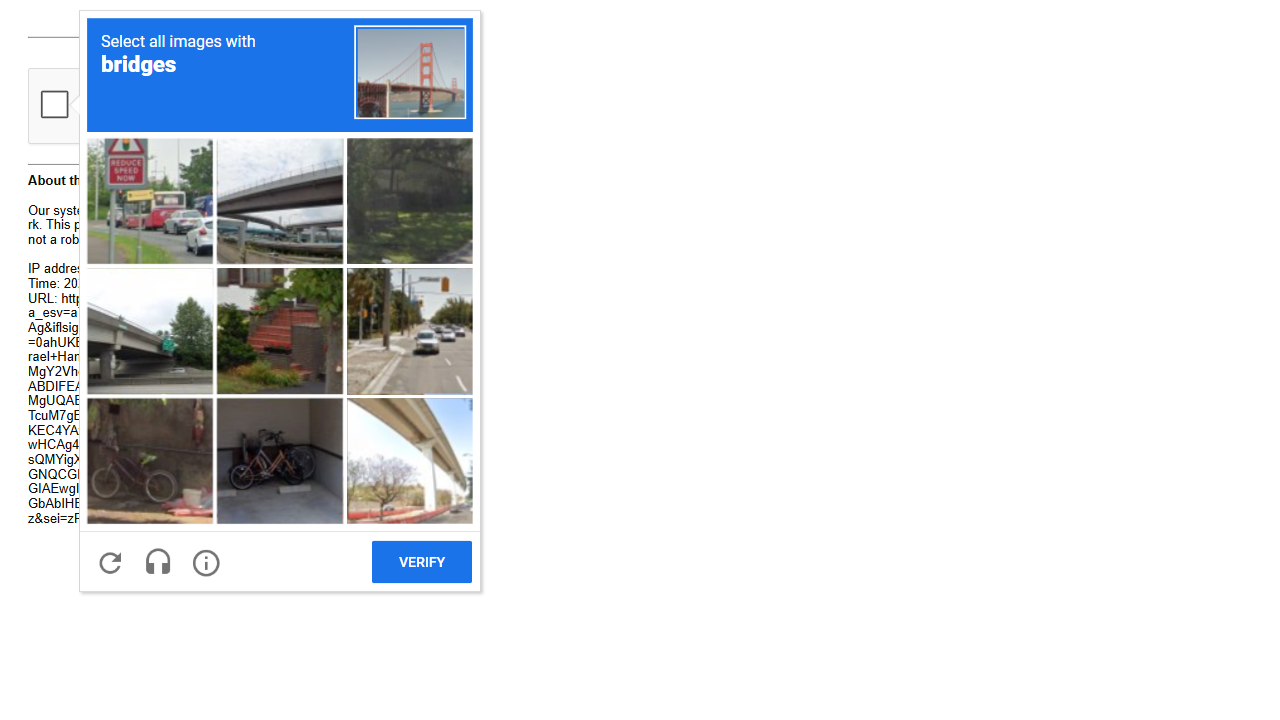 Select all images with
bridges
REDUCE
SPEED
NOW
About th
Our syste
rk. This p
not a rob
IP addres
Time: 20
URL: http
a_esv=a
Ag&iflsig
=0ahUKE
rael+Han
MgY2Vh
ABDIFEA
MgUQAB
TcuM7gE
KEC4YA
wHCAg4
sQMYigX
GNQCGI
GIAEwgI
GbAbIHB
z&sei=zF
VERIFY